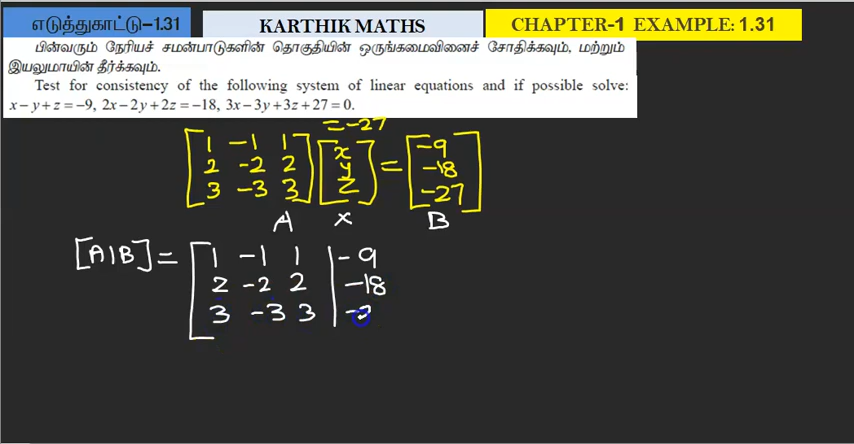 எடுத்துகாட்டு-1.31 KARTHIK MATHS CHAPTER-1 EXAMPLE: 1.31
பின்வரும் நேரியச் சமன்பாடுகளின் தொகுதியின் ஒருங்கமைவினைச் சோதிக்கவும், மற்றும்
இயலுமாயின் தீர்க்கவும்.
Test for consistency of the following system of linear equations and if possible solve:
x − y + z = −9, 2x − 2y + 2z = −18, 3x − 3y + 3z + 27 = 0.
= -27
1 -1 1 x -9
2 -2 2 y = -18
3 -3 3 z -27
A x B
[A|B] = 1 -1 1 | -9
2 -2 2 | -18
3 -3 3 | -2